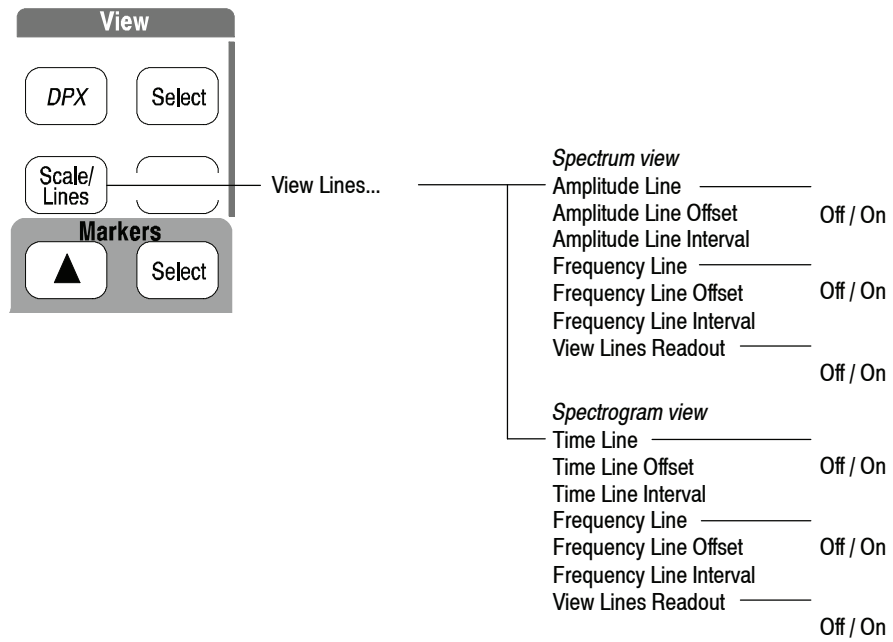 View
DPX Select
Scale/
Lines
View Lines...
Markers
▲ Select
Spectrum view
Amplitude Line
Amplitude Line Offset Off / On
Amplitude Line Interval
Frequency Line
Frequency Line Offset Off / On
Frequency Line Interval
View Lines Readout
Off / On
Spectrogram view
Time Line
Time Line Offset Off / On
Time Line Interval
Frequency Line
Frequency Line Offset Off / On
Frequency Line Interval
View Lines Readout
Off / On